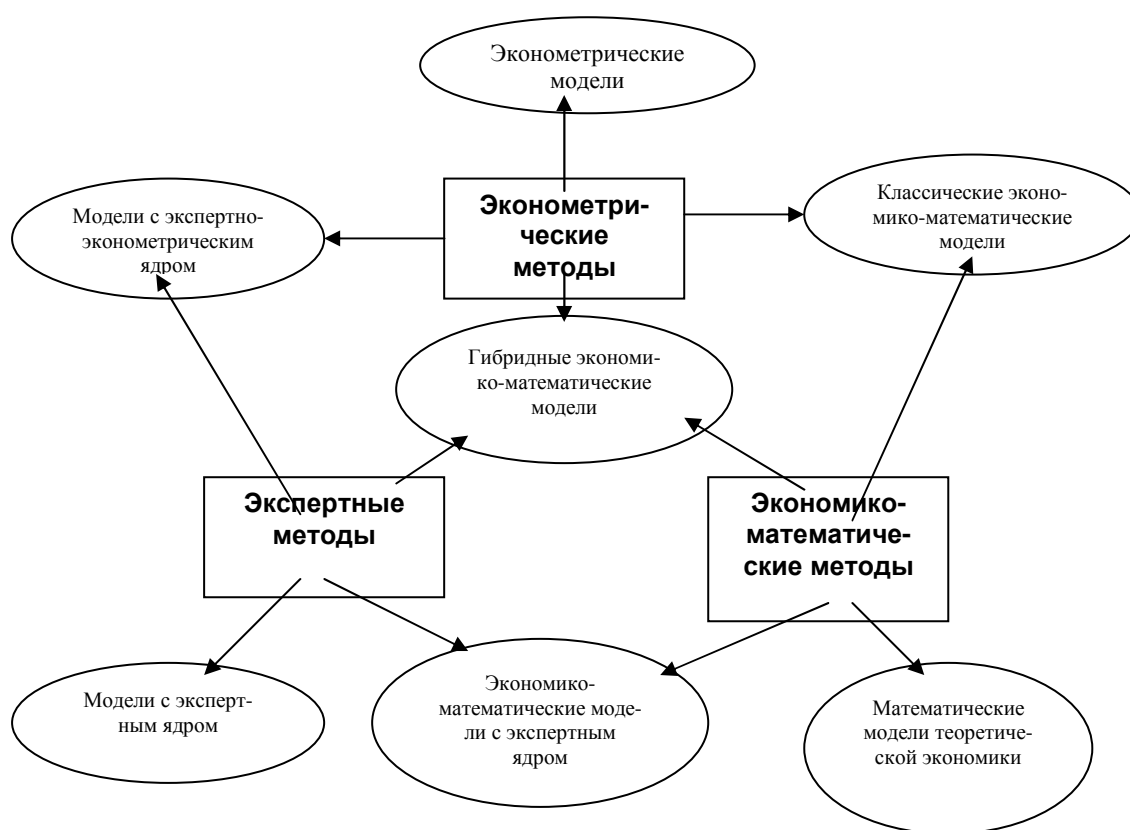 Эконометрические
модели
Эконометри-
ческие
методы
Классические эконо-
мико-математические
модели
Модели с экспертно-
эконометрическим
ядром
Гибридные экономи-
ко-математические
модели
Экспертные
методы
Экономико-
математиче-
ские методы
Модели с эксперт-
ным ядром
Экономико-
математические моде-
ли с экспертным
ядром
Математические
модели теоретиче-
ской экономики